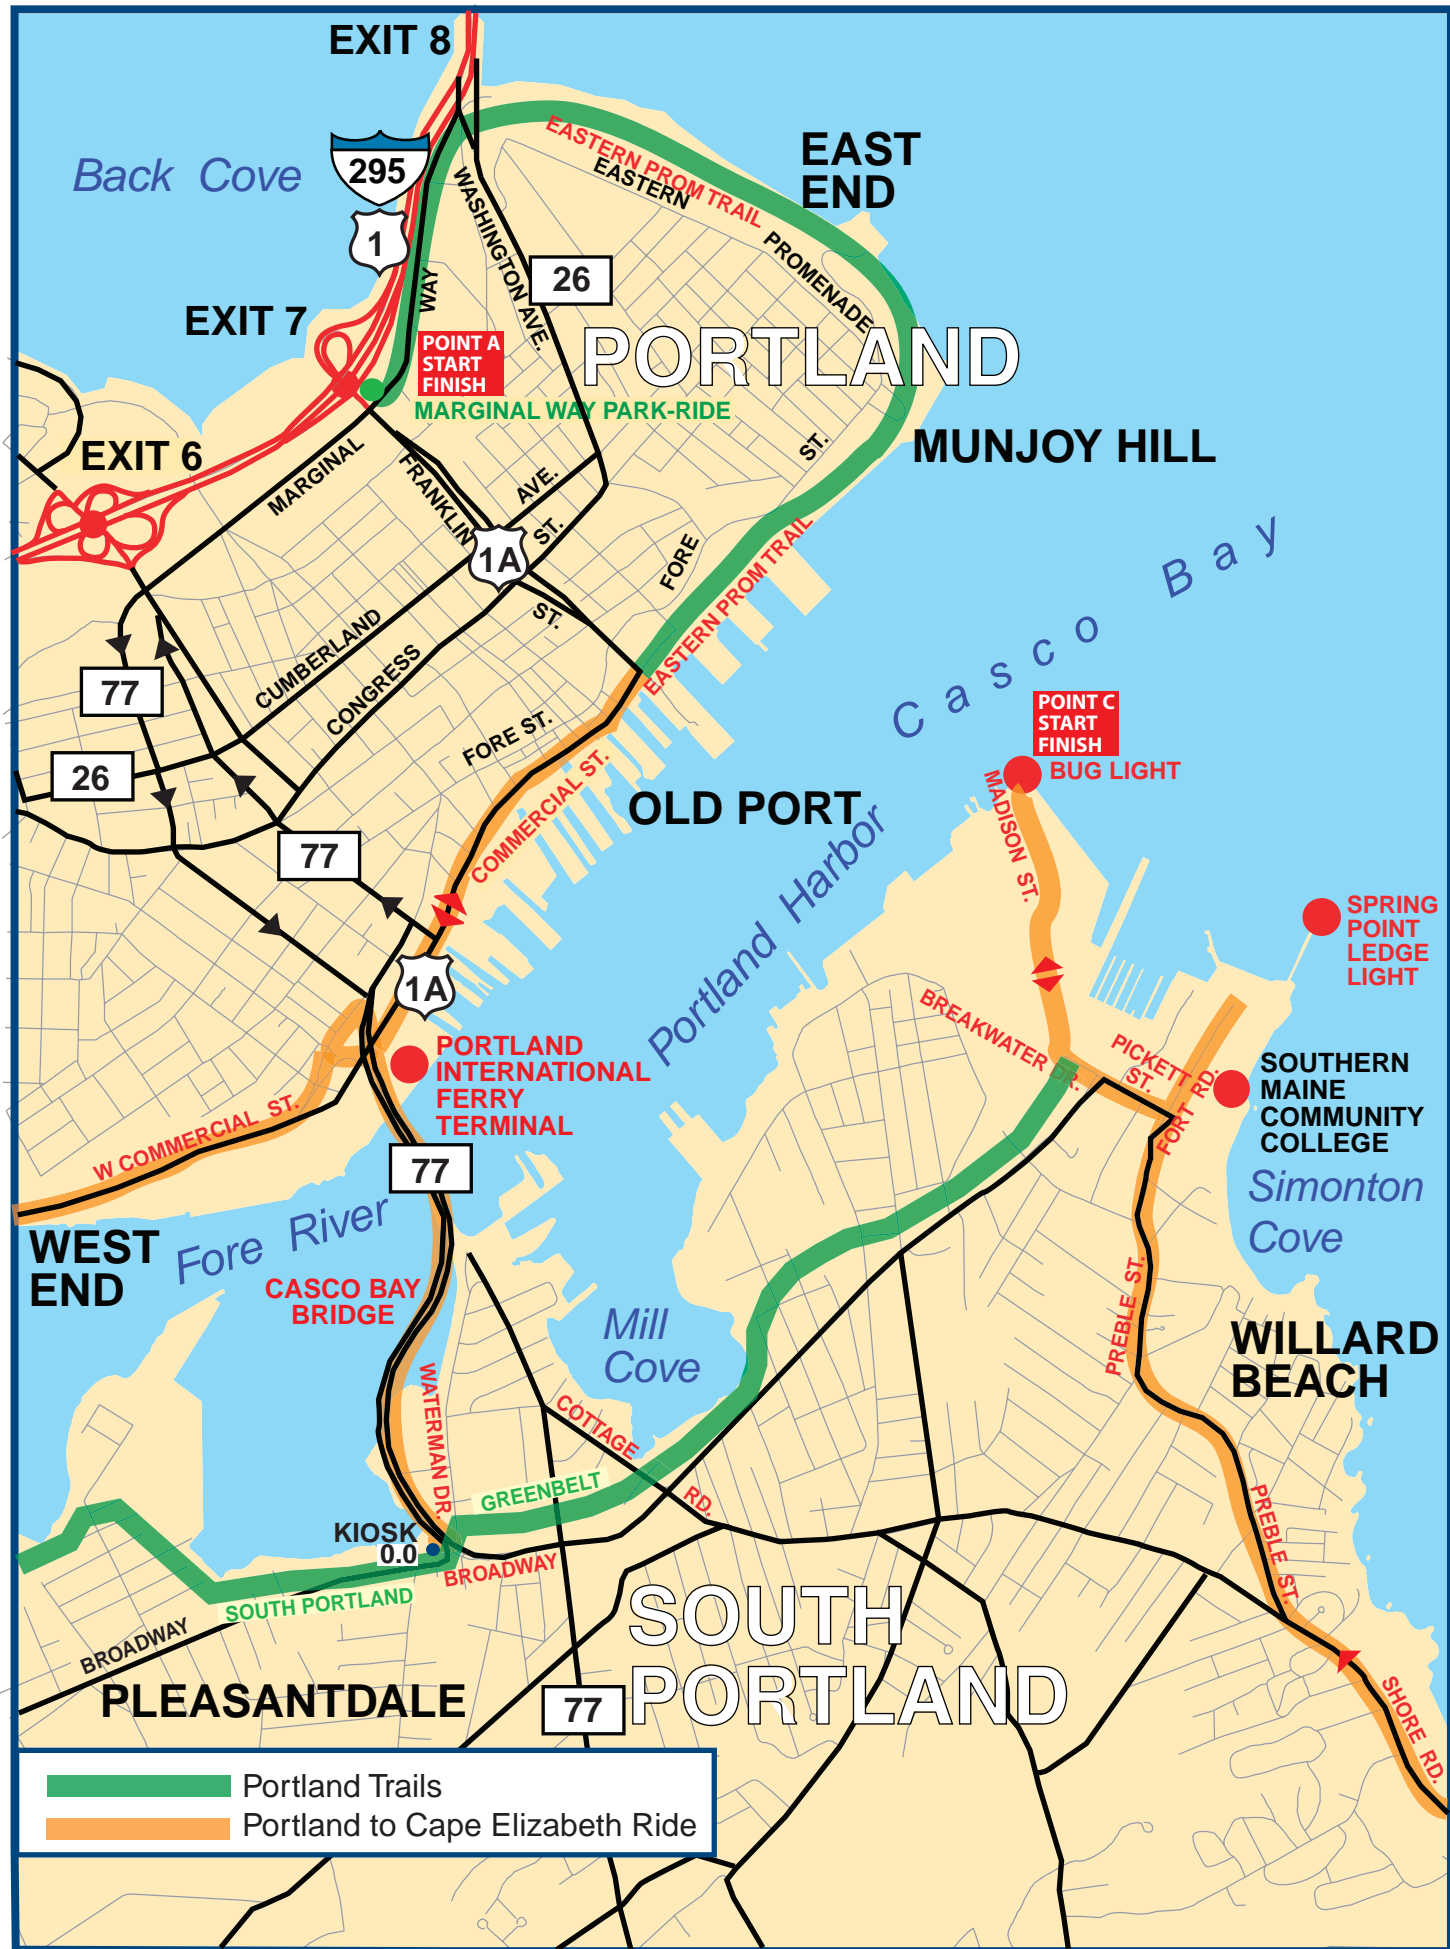 EXIT 8
Back Cove
295
1
EASTERN PROM TRAIL
EASTERN
PROMENADE
EAST
END
WASHINGTON AVE.
26
WAY
EXIT 7
POINT A
START
FINISH
MARGINAL WAY PARK-RIDE
PORTLAND
MUNJOY HILL
EXIT 6
MARGINAL
FRANKLIN
ST.
AVE.
ST.
1A
ST.
FORE
EASTERN PROM TRAIL
Casco Bay
CUMBERLAND
CONGRESS
77
26
FORE ST.
COMMERCIAL ST.
OLD PORT
77
POINT C
START
FINISH
BUG LIGHT
MADISON ST.
Portland Harbor
SPRING
POINT
LEDGE
LIGHT
1A
PORTLAND
INTERNATIONAL
FERRY
TERMINAL
BREAKWATER DR.
PICKETT
ST.
FORT RD.
SOUTHERN
MAINE
COMMUNITY
COLLEGE
W COMMERCIAL ST.
77
Simonton
Cove
WEST
END
Fore River
CASCO BAY
BRIDGE
Mill
Cove
PREBLE ST.
WILLARD
BEACH
WATERMAN DR.
COTTAGE
RD.
GREENBELT
KIOSK
0.0
BROADWAY
SOUTH PORTLAND
BROADWAY
PREBLE ST.
SOUTH
PORTLAND
PLEASANTDALE
77
SHORE RD.
Portland Trails
Portland to Cape Elizabeth Ride